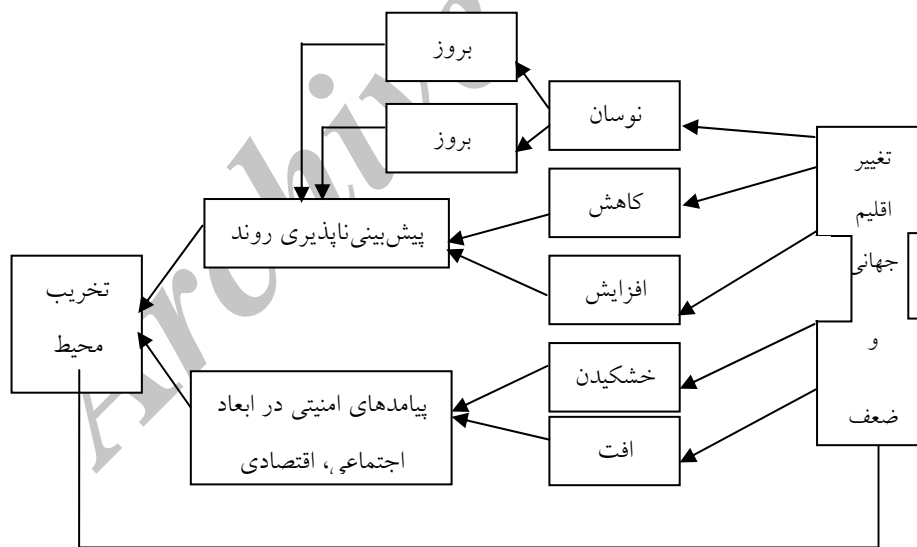 بروز
بروز
نوسان
کاهش
افزایش
خشکیدن
افت
تغییر
اقلیم
جهانی
و
ضعف
پیش‌بینی‌ناپذیری روند
پیامدهای امنیتی در ابعاد
اجتماعی، اقتصادی
تخریب
محیط
Archive